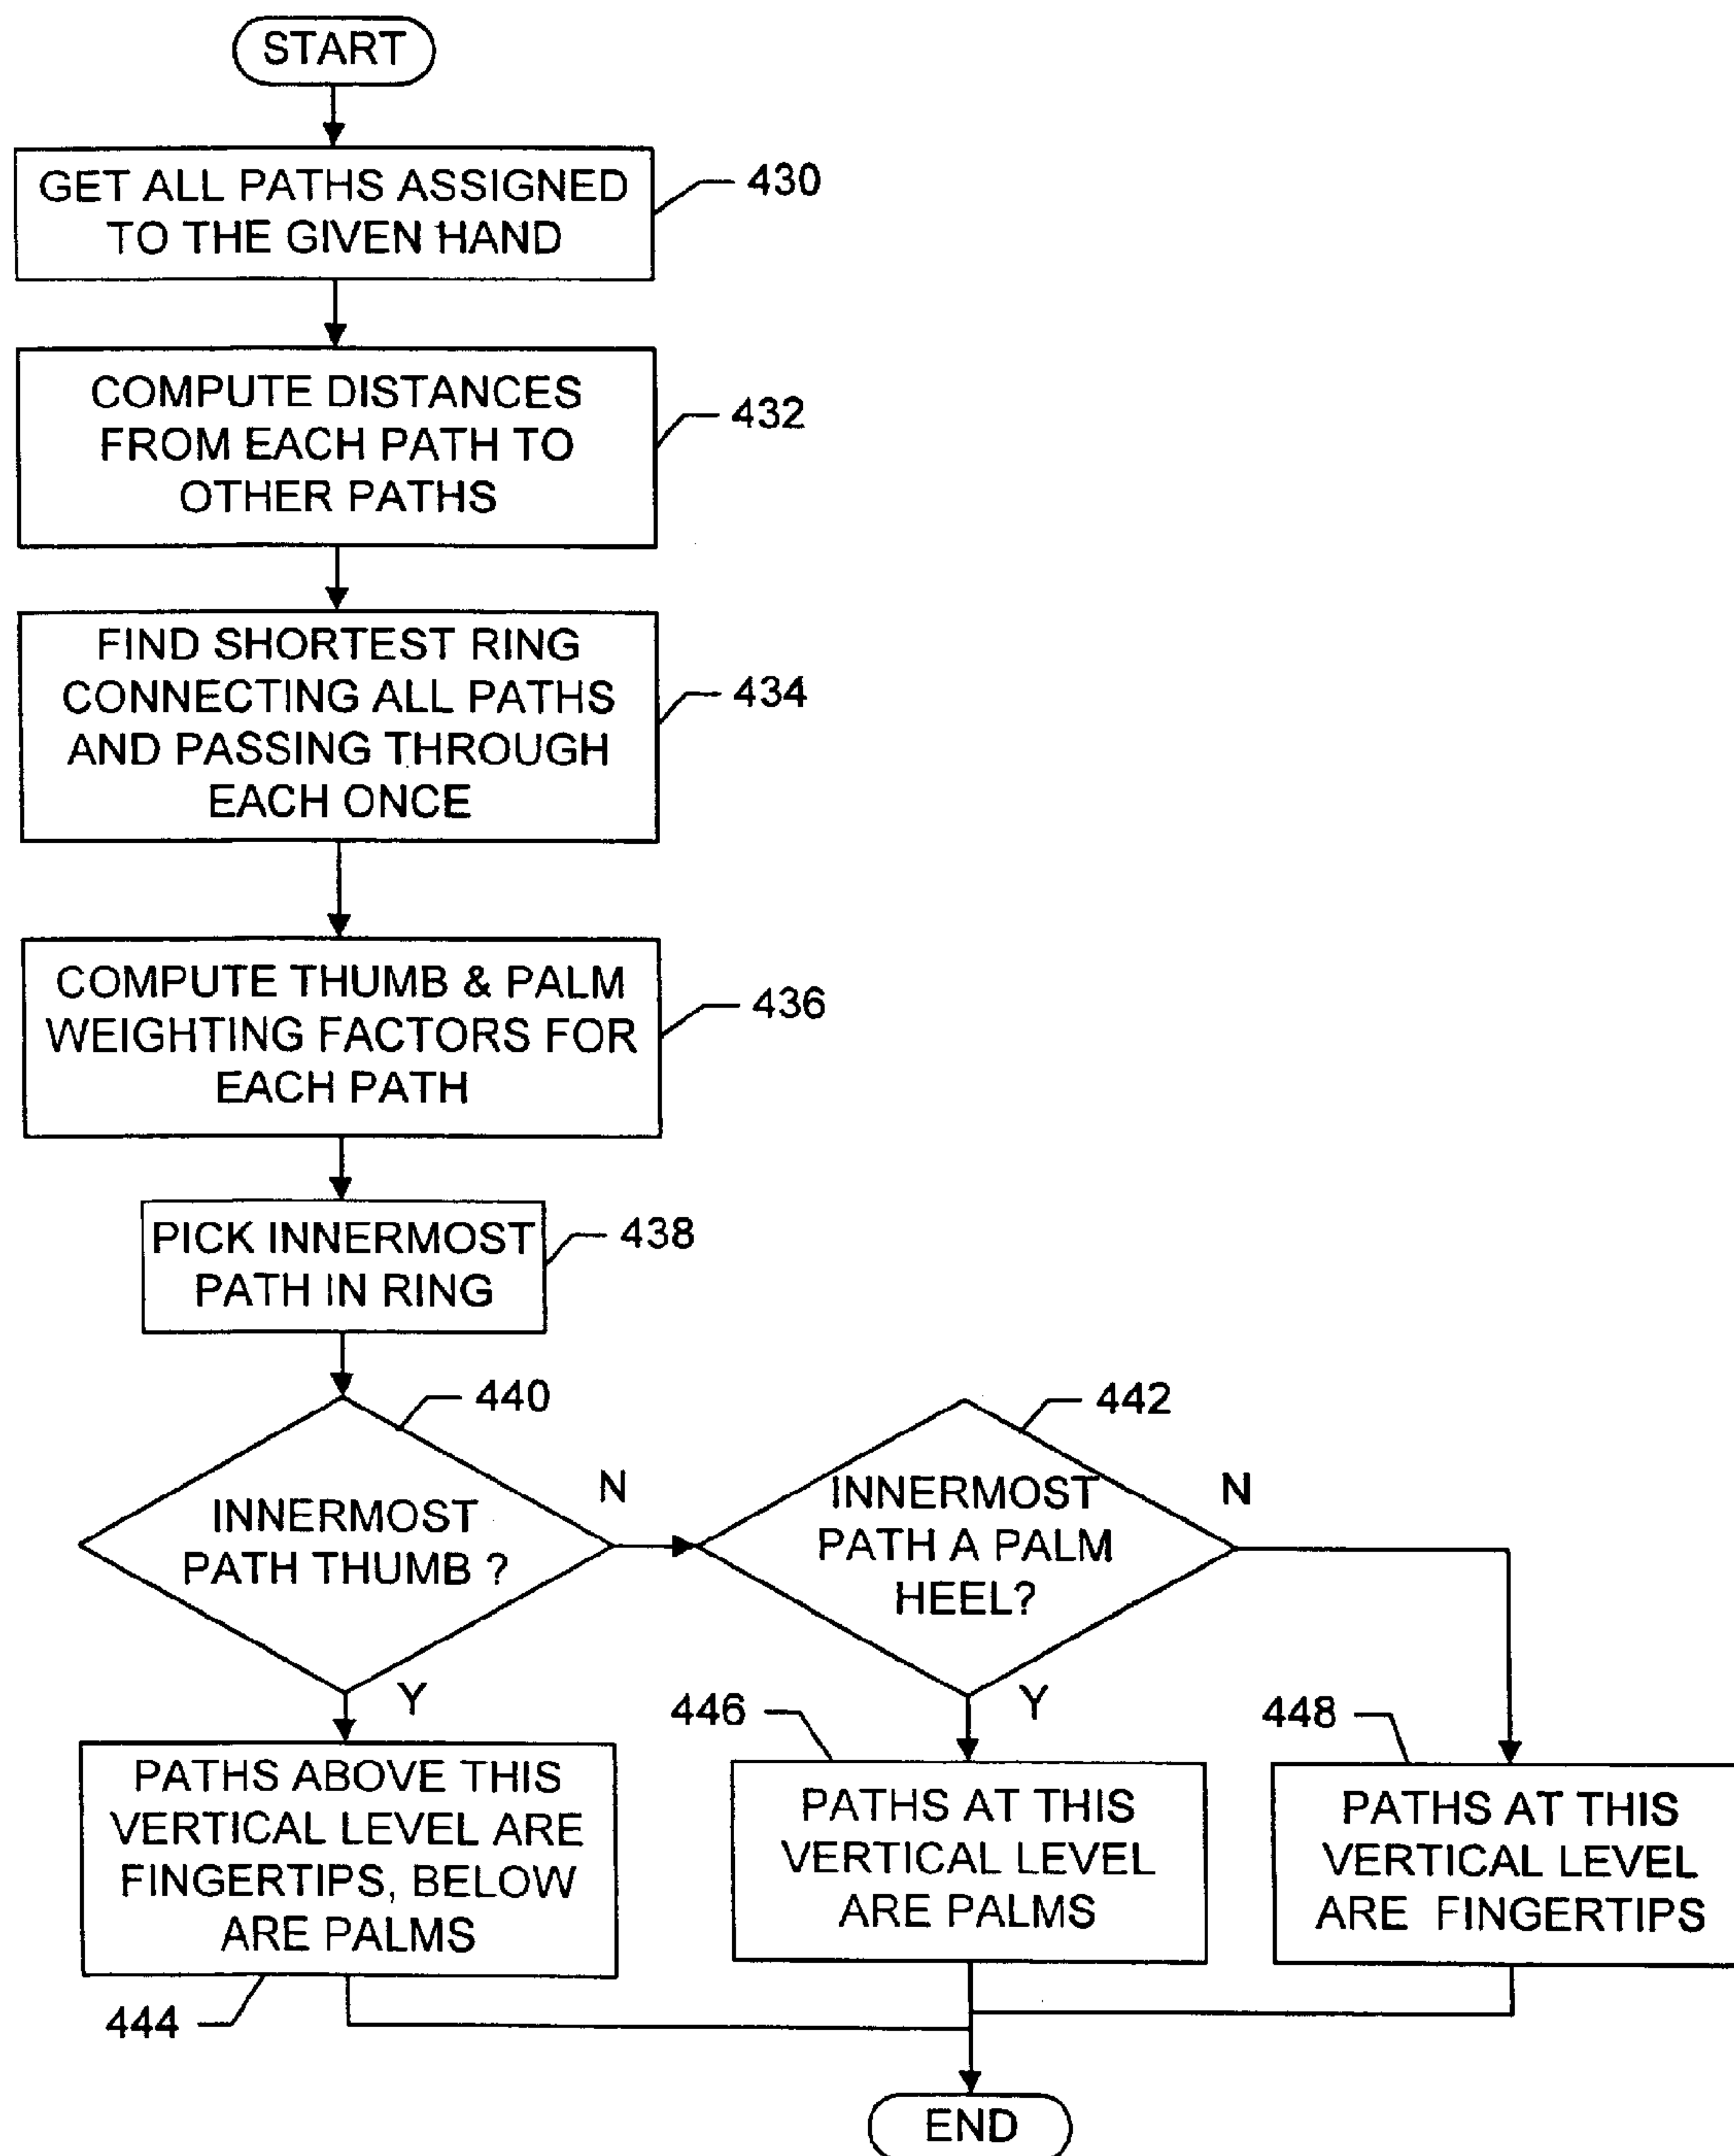 START
GET ALL PATHS ASSIGNED
TO THE GIVEN HAND
430
COMPUTE DISTANCES
FROM EACH PATH TO
OTHER PATHS
432
FIND SHORTEST RING
CONNECTING ALL PATHS
AND PASSING THROUGH
EACH ONCE
434
COMPUTE THUMB & PALM
WEIGHTING FACTORS FOR
EACH PATH
436
PICK INNERMOST
PATH IN RING
438
440
INNERMOST
PATH THUMB ?
N
442
INNERMOST
PATH A PALM
HEEL?
N
Y
Y
PATHS ABOVE THIS
VERTICAL LEVEL ARE
FINGERTIPS, BELOW
ARE PALMS
444
446
PATHS AT THIS
VERTICAL LEVEL
ARE PALMS
448
PATHS AT THIS
VERTICAL LEVEL
ARE FINGERTIPS
END